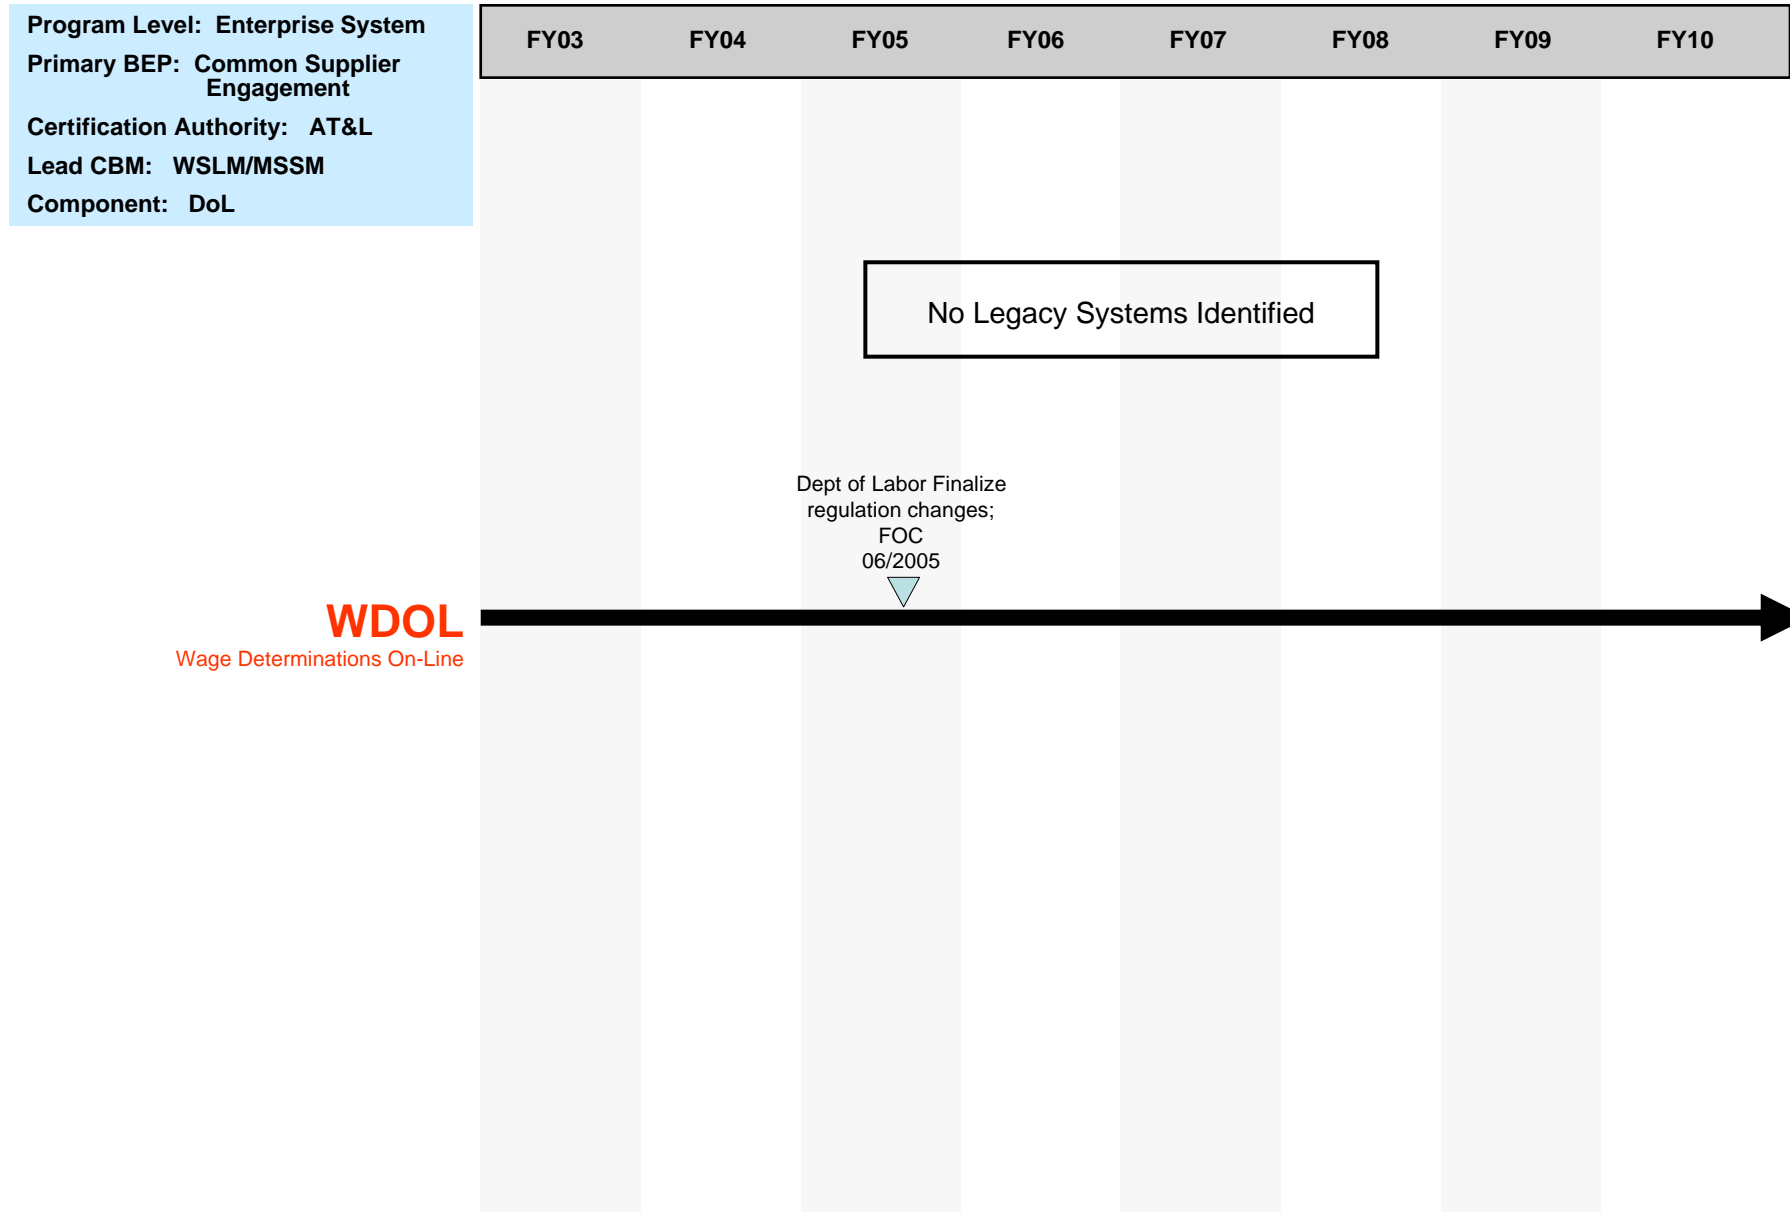 Program Level: Enterprise System
Primary BEP: Common Supplier
Engagement
Certification Authority: AT&L
Lead CBM: WSLM/MSSM
Component: DoL
FY03 FY04 FY05 FY06 FY07 FY08 FY09 FY10
No Legacy Systems Identified
Dept of Labor Finalize
regulation changes;
FOC
06/2005
WDOL
Wage Determinations On-Line